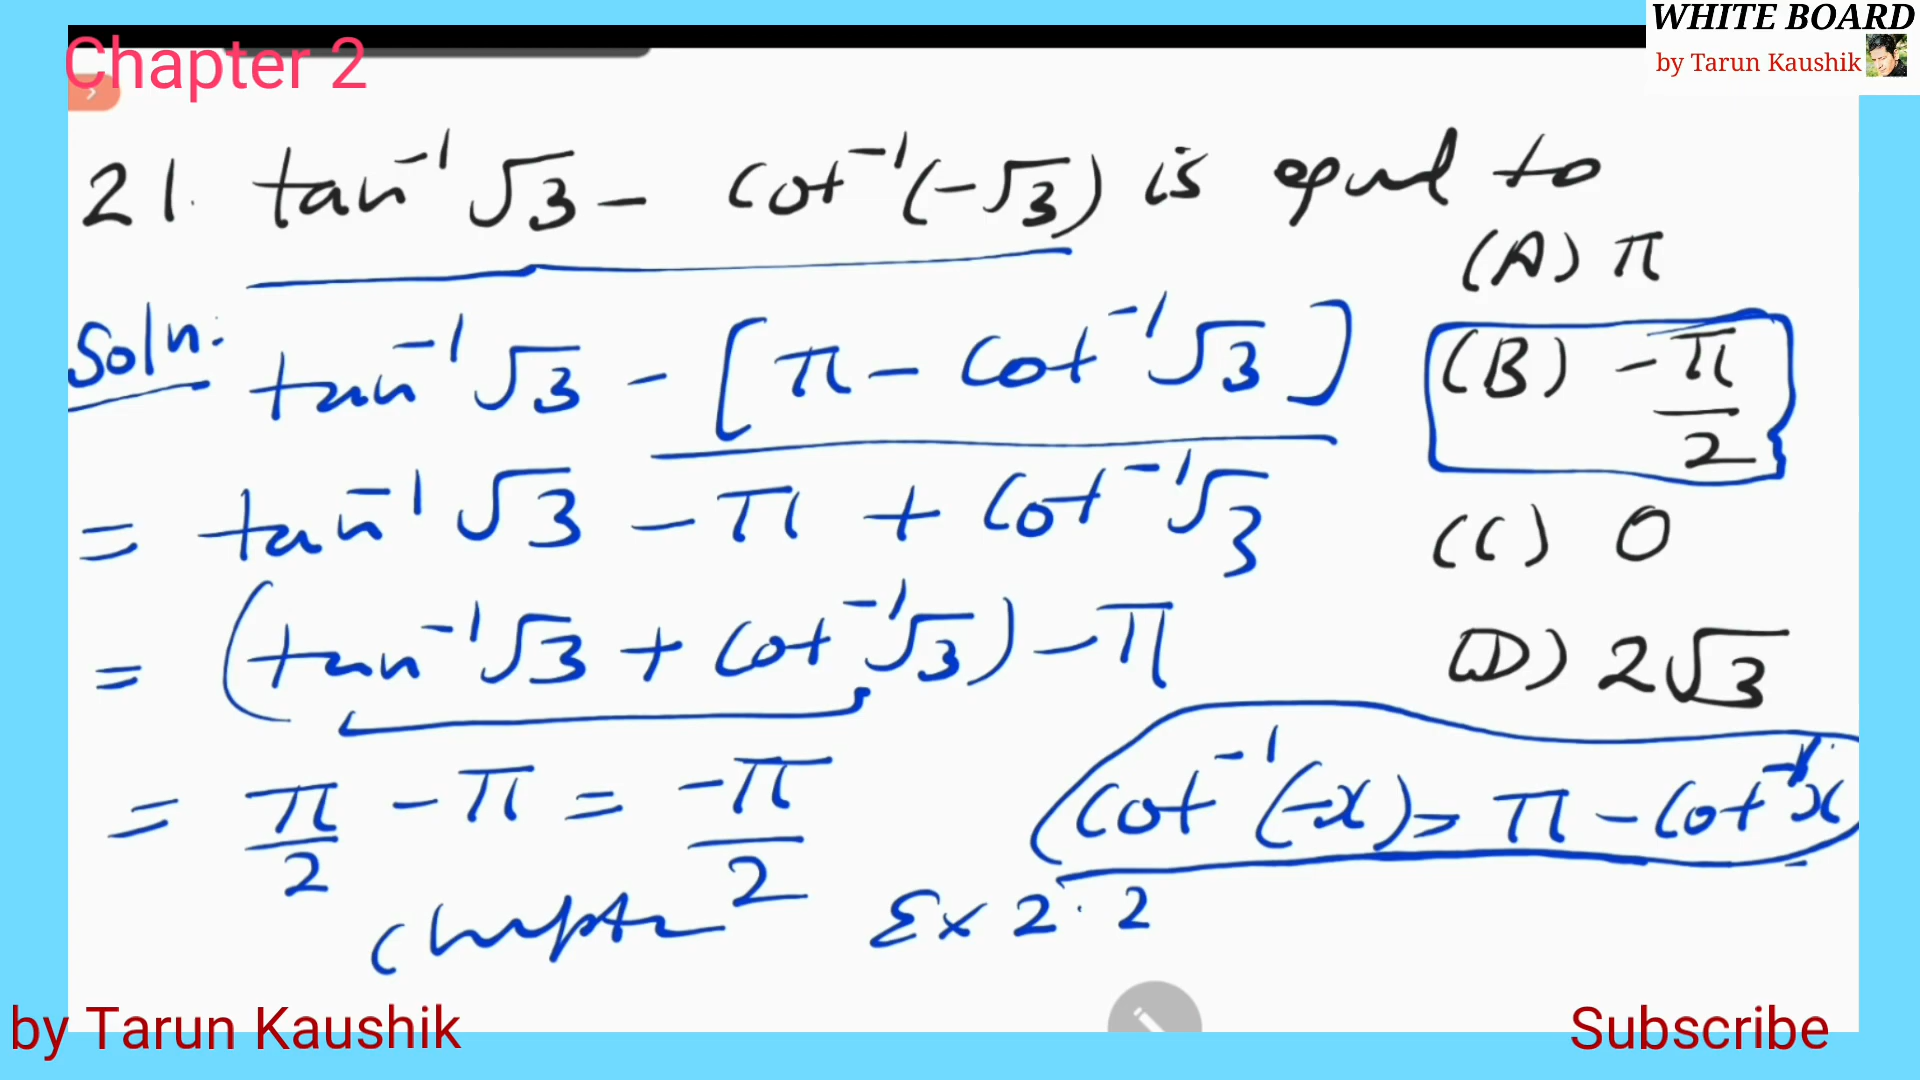 WHITE BOARD
by Tarun Kaushik
Chapter 2
21. tan⁻¹ √3 − cot⁻¹(−√3) is equal to
(A) π
Soln. tan⁻¹ √3 − [π − cot⁻¹ √3]
(B) −π/2
= tan⁻¹ √3 − π + cot⁻¹ √3
(C) 0
= (tan⁻¹ √3 + cot⁻¹ √3) − π
(D) 2√3
= π/2 − π = −π/2
cot⁻¹(−x) = π − cot⁻¹x
chapter Ex 2.2
by Tarun Kaushik
Subscribe